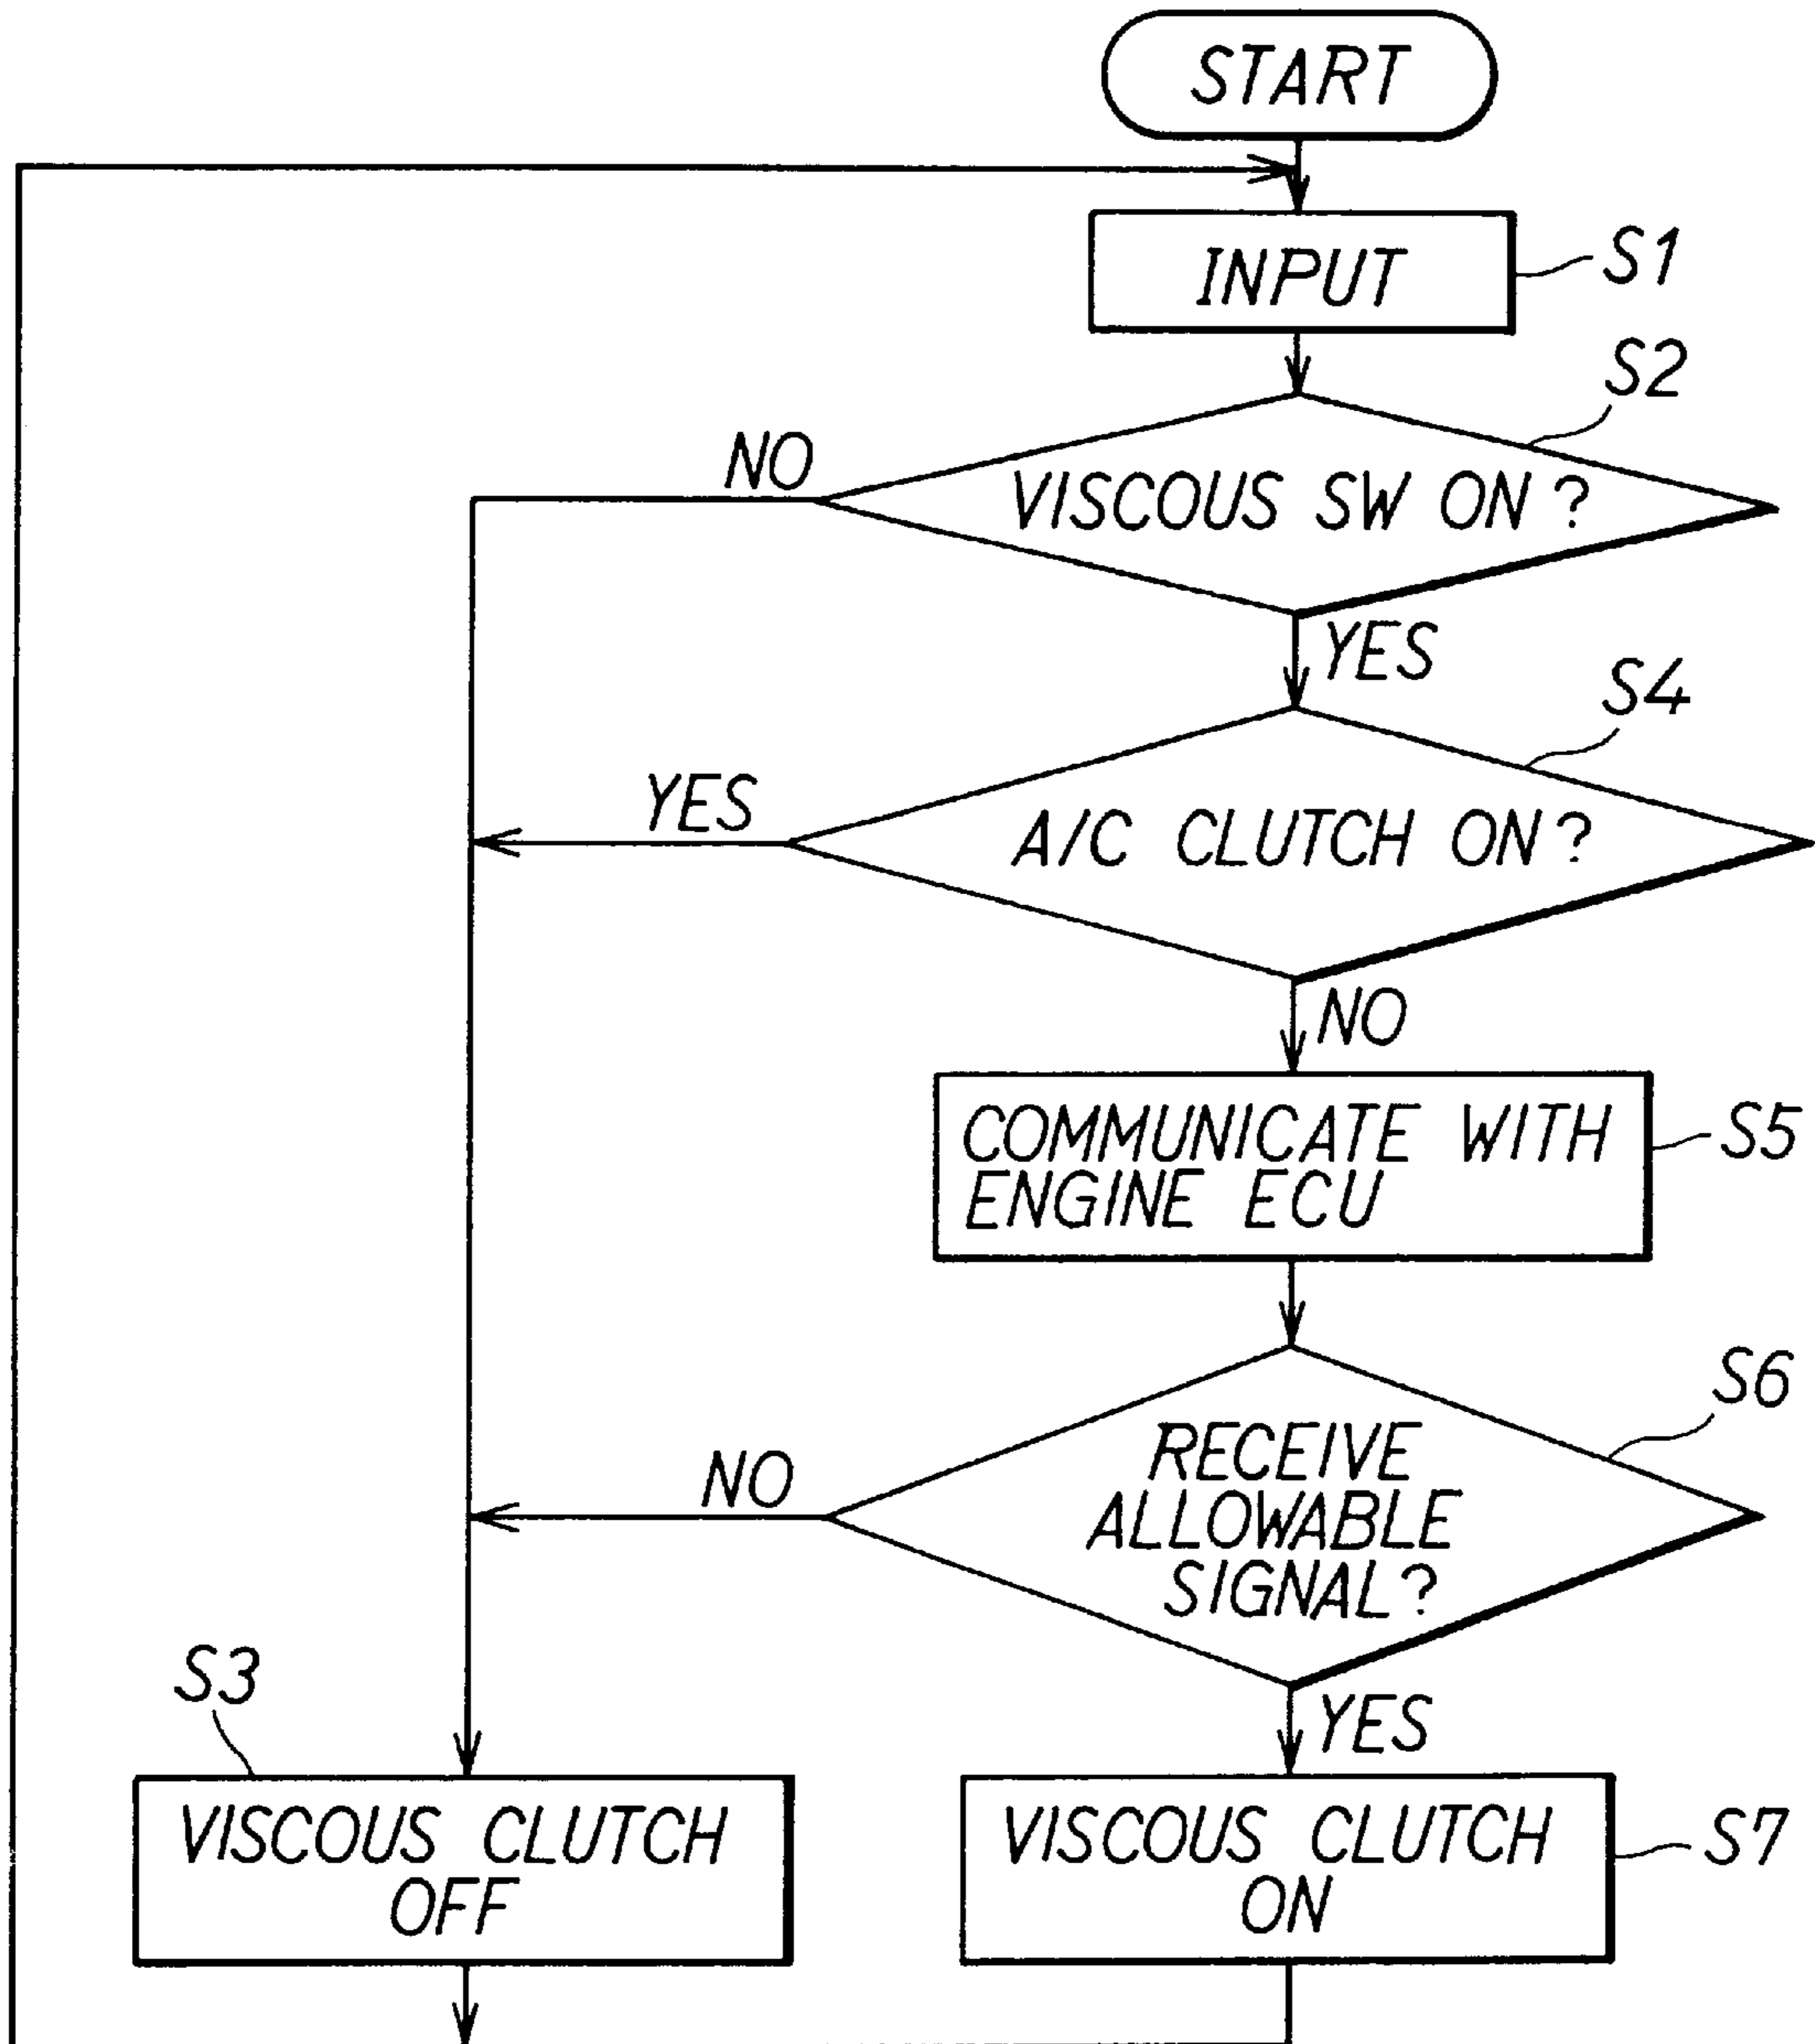 START
INPUT
S1
S2
NO
VISCOUS SW ON ?
YES
S4
YES
A/C CLUTCH ON ?
NO
COMMUNICATE WITH
ENGINE ECU
S5
S6
NO
RECEIVE
ALLOWABLE
SIGNAL ?
S3
YES
VISCOUS CLUTCH
OFF
VISCOUS CLUTCH
ON
S7